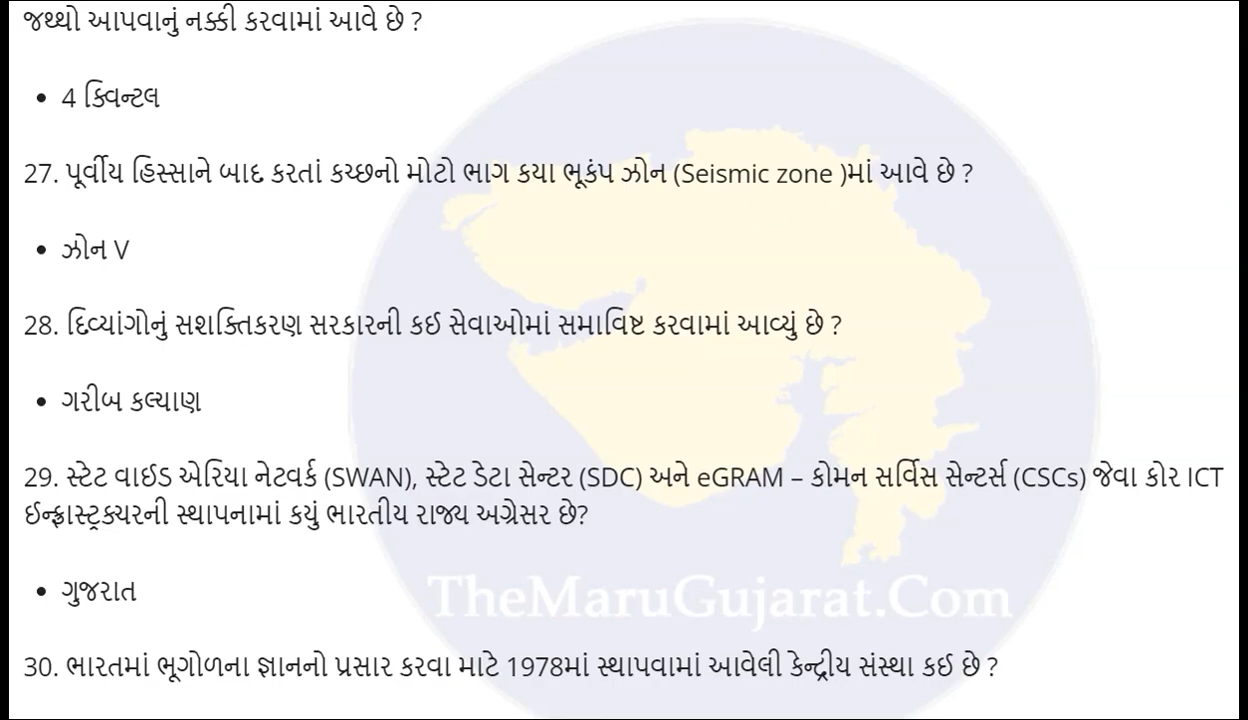 જથ્થો આપવાનું નક્કી કરવામાં આવે છે ?
• 4 ક્વિન્ટલ
27. પૂર્વીય હિસ્સાને બાદ કરતાં કચ્છનો મોટો ભાગ કયા ભૂકંપ ઝોન (Seismic zone )માં આવે છે ?
• ઝોન V
28. દિવ્યાંગોનું સશક્તિકરણ સરકારની કઈ સેવાઓમાં સમાવિષ્ટ કરવામાં આવ્યું છે ?
• ગરીબ કલ્યાણ
29. સ્ટેટ વાઈડ એરિયા નેટવર્ક (SWAN), સ્ટેટ ડેટા સેન્ટર (SDC) અને eGRAM – કોમન સર્વિસ સેન્ટર્સ (CSCs) જેવા કોર ICT
ઈન્ફ્રાસ્ટ્રક્ચરની સ્થાપનામાં કયું ભારતીય રાજ્ય અગ્રેસર છે?
• ગુજરાત
TheMaruGujarat.Com
30. ભારતમાં ભૂગોળના જ્ઞાનનો પ્રસાર કરવા માટે 1978માં સ્થાપવામાં આવેલી કેન્દ્રીય સંસ્થા કઈ છે ?